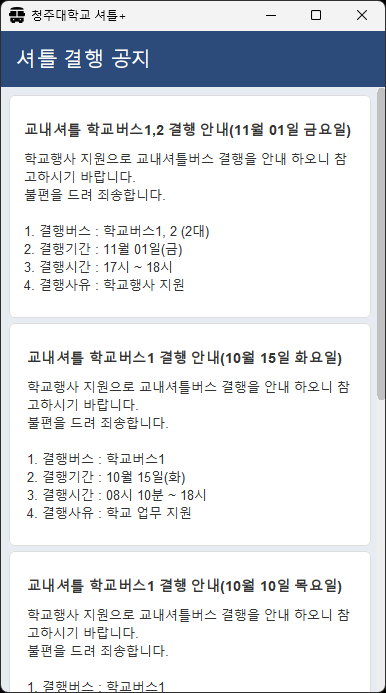 청주대학교 셔틀+
셔틀 결행 공지
교내셔틀 학교버스1,2 결행 안내(11월 01일 금요일)
학교행사 지원으로 교내셔틀버스 결행을 안내 하오니 참
고하시기 바랍니다.
불편을 드려 죄송합니다.
1. 결행버스 : 학교버스1, 2 (2대)
2. 결행기간 : 11월 01일(금)
3. 결행시간 : 17시 ~ 18시
4. 결행사유 : 학교행사 지원
교내셔틀 학교버스1 결행 안내(10월 15일 화요일)
학교행사 지원으로 교내셔틀버스 결행을 안내 하오니 참
고하시기 바랍니다.
불편을 드려 죄송합니다.
1. 결행버스 : 학교버스1
2. 결행기간 : 10월 15일(화)
3. 결행시간 : 08시 10분 ~ 18시
4. 결행사유 : 학교 업무 지원
교내셔틀 학교버스1 결행 안내(10월 10일 목요일)
학교행사 지원으로 교내셔틀버스 결행을 안내 하오니 참
고하시기 바랍니다.
불편을 드려 죄송합니다.
1. 결행버스 : 학교버스1